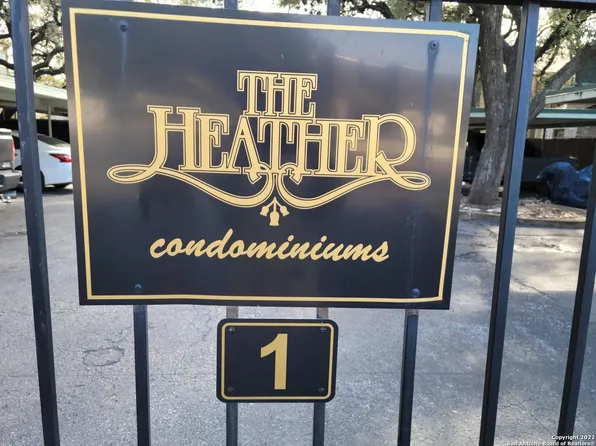 THE
HEATHER
condominiums
1
Copyright 2022
San Antonio Board of Realtors